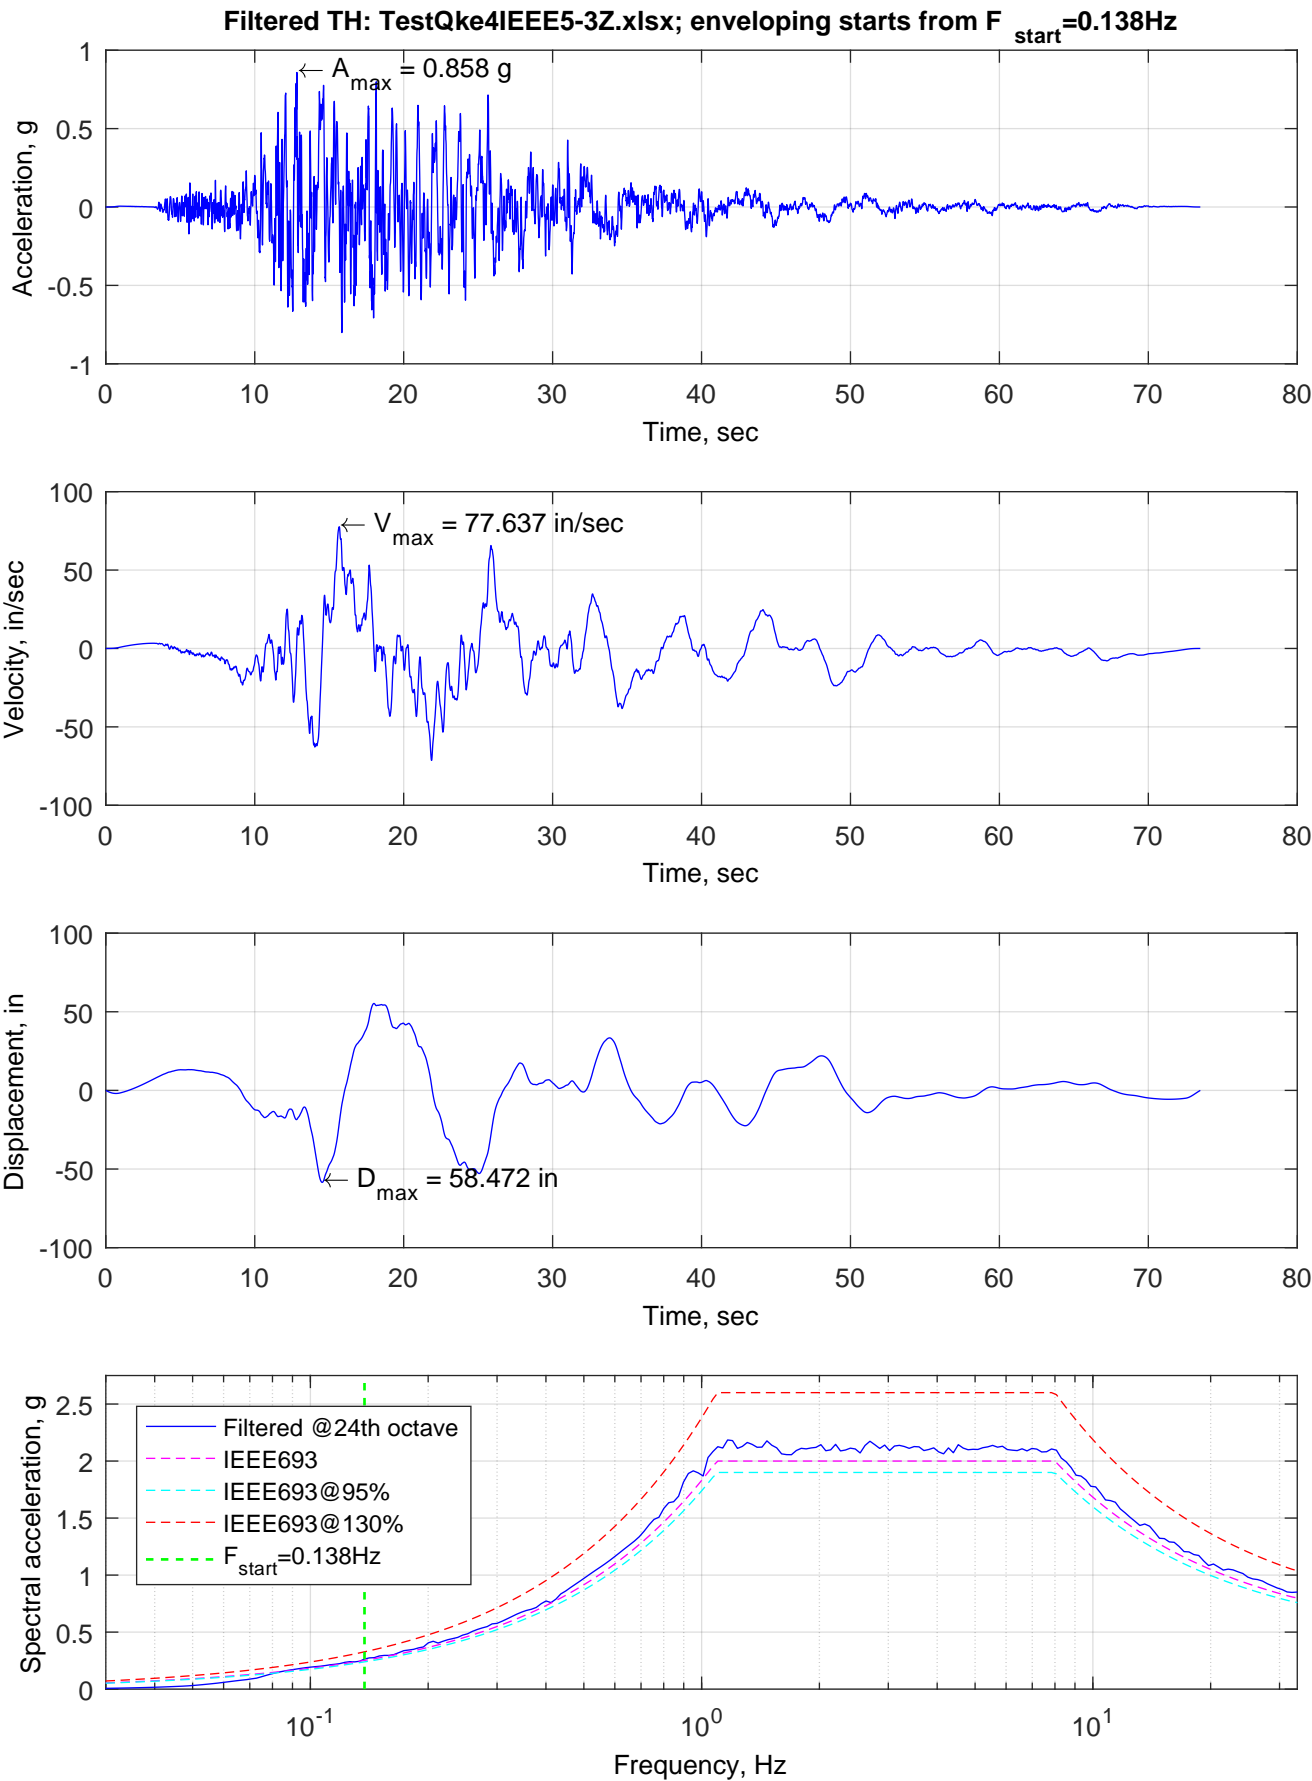 Filtered TH: TestQke4IEEE5-3Z.xlsx; enveloping starts from F start=0.138Hz
1
0.5
0
-0.5
-1
Acceleration, g
← Amax = 0.858 g
0 10 20 30 40 50 60 70 80
Time, sec
100
50
0
-50
-100
Velocity, in/sec
← Vmax = 77.637 in/sec
0 10 20 30 40 50 60 70 80
Time, sec
100
50
0
-50
-100
Displacement, in
← Dmax = 58.472 in
0 10 20 30 40 50 60 70 80
Time, sec
2.5
2
1.5
1
0.5
0
Spectral acceleration, g
Filtered @24th octave
IEEE693
IEEE693@95%
IEEE693@130%
Fstart=0.138Hz
10-1 100 101
Frequency, Hz